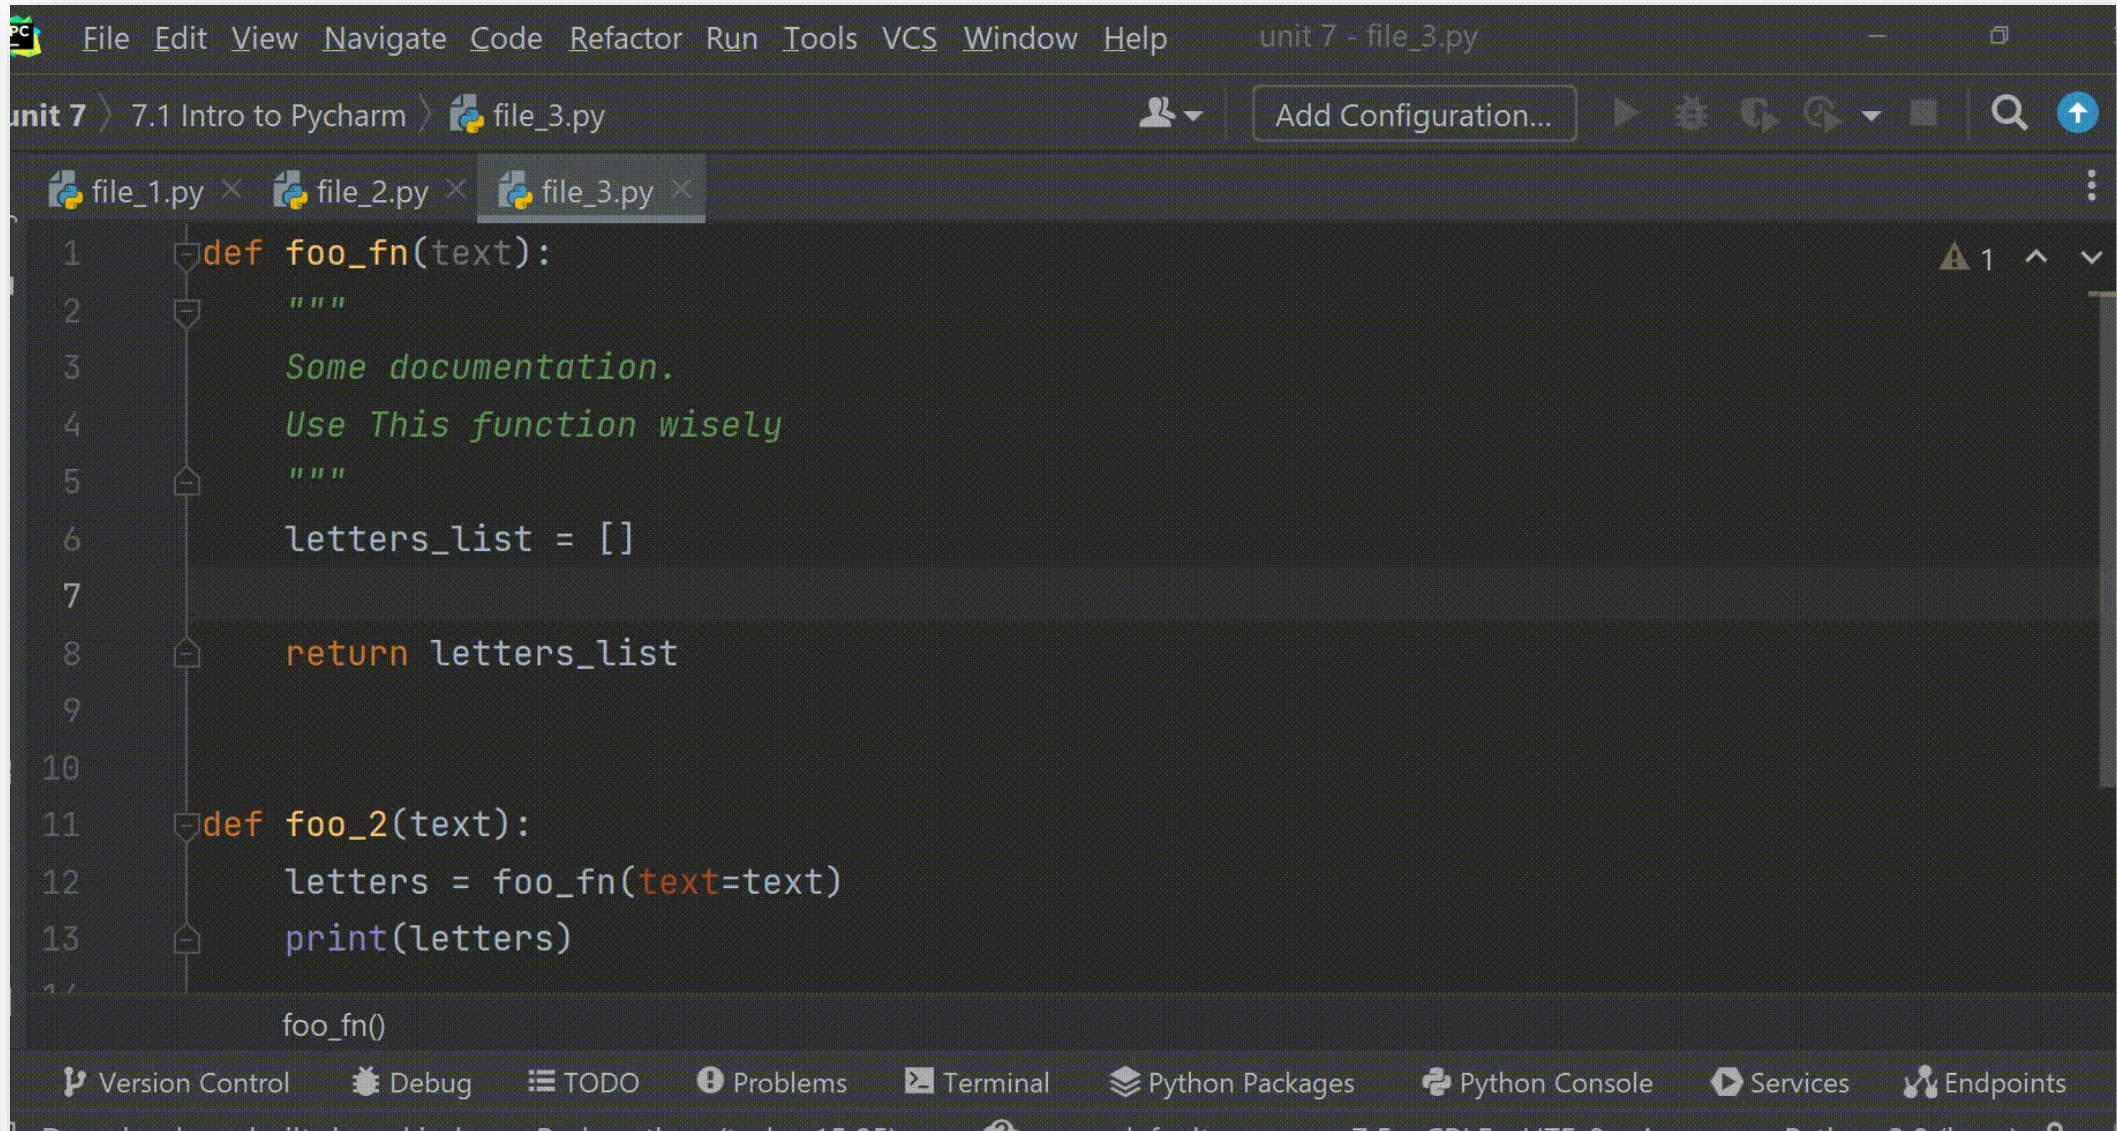 PC File Edit View Navigate Code Refactor Run Tools VCS Window Help unit 7 - file_3.py
unit 7 7.1 Intro to Pycharm file_3.py Add Configuration...
file_1.py file_2.py file_3.py
1 def foo_fn(text): 1
2 """
3 Some documentation.
4 Use This function wisely
5 """
6 letters_list = []
7
8 return letters_list
9
10
11 def foo_2(text):
12 letters = foo_fn(text=text)
13 print(letters)
foo_fn()
Version Control Debug TODO Problems Terminal Python Packages Python Console Services Endpoints